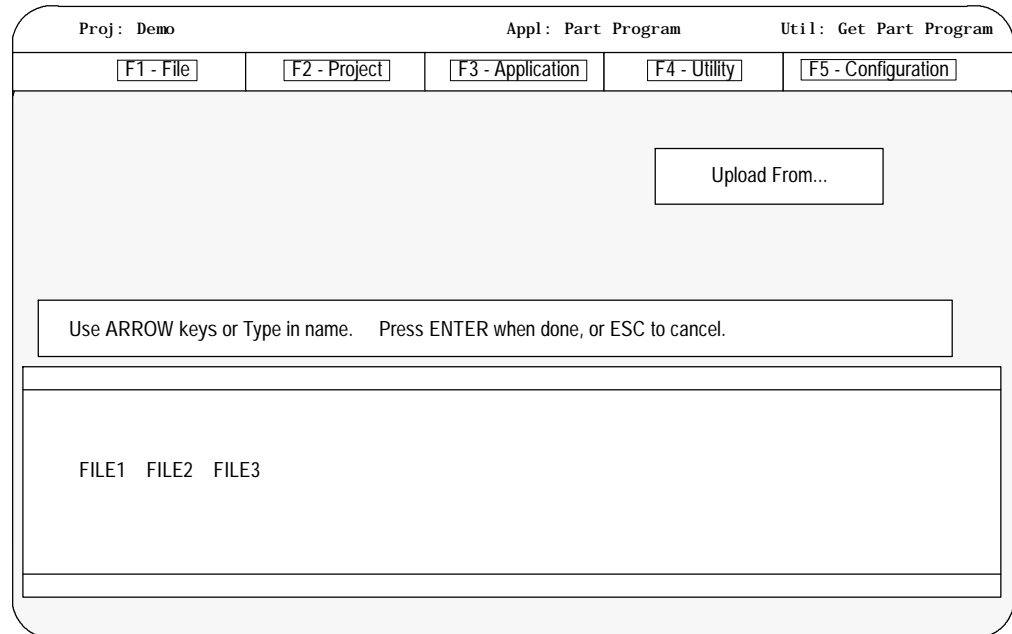 Proj: Demo Appl: Part Program Util: Get Part Program
F1 - File F2 - Project F3 - Application F4 - Utility F5 - Configuration
Upload From...
Use ARROW keys or Type in name. Press ENTER when done, or ESC to cancel.
FILE1 FILE2 FILE3